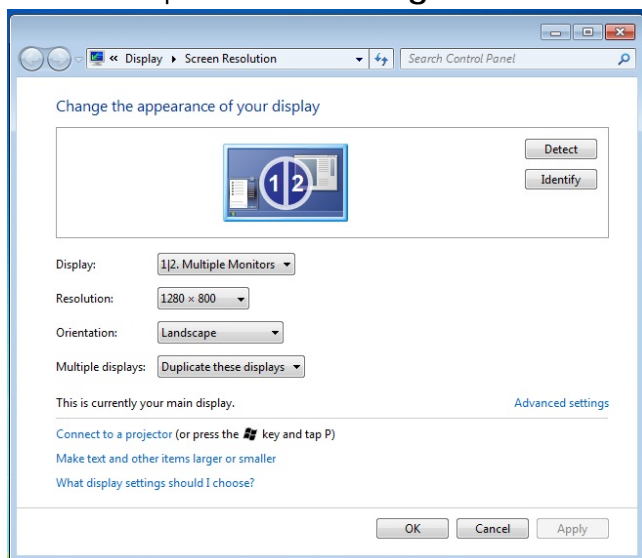 « Display ▸ Screen Resolution
Search Control Panel
Change the appearance of your display
1|2
Detect
Identify
Display: 1|2. Multiple Monitors
Resolution: 1280 × 800
Orientation: Landscape
Multiple displays: Duplicate these displays
This is currently your main display.
Advanced settings
Connect to a projector (or press the key and tap P)
Make text and other items larger or smaller
What display settings should I choose?
OK Cancel Apply